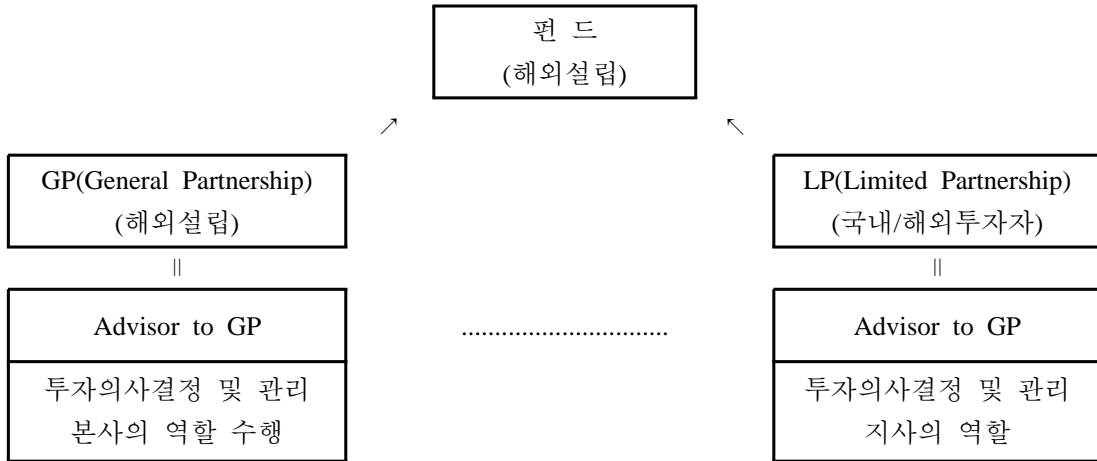 펀 드
(해외설립)
↗ ↖
GP(General Partnership)
(해외설립)
LP(Limited Partnership)
(국내/해외투자자)
||
||
Advisor to GP
...............................
Advisor to GP
투자의사결정 및 관리
본사의 역할 수행
투자의사결정 및 관리
지사의 역할